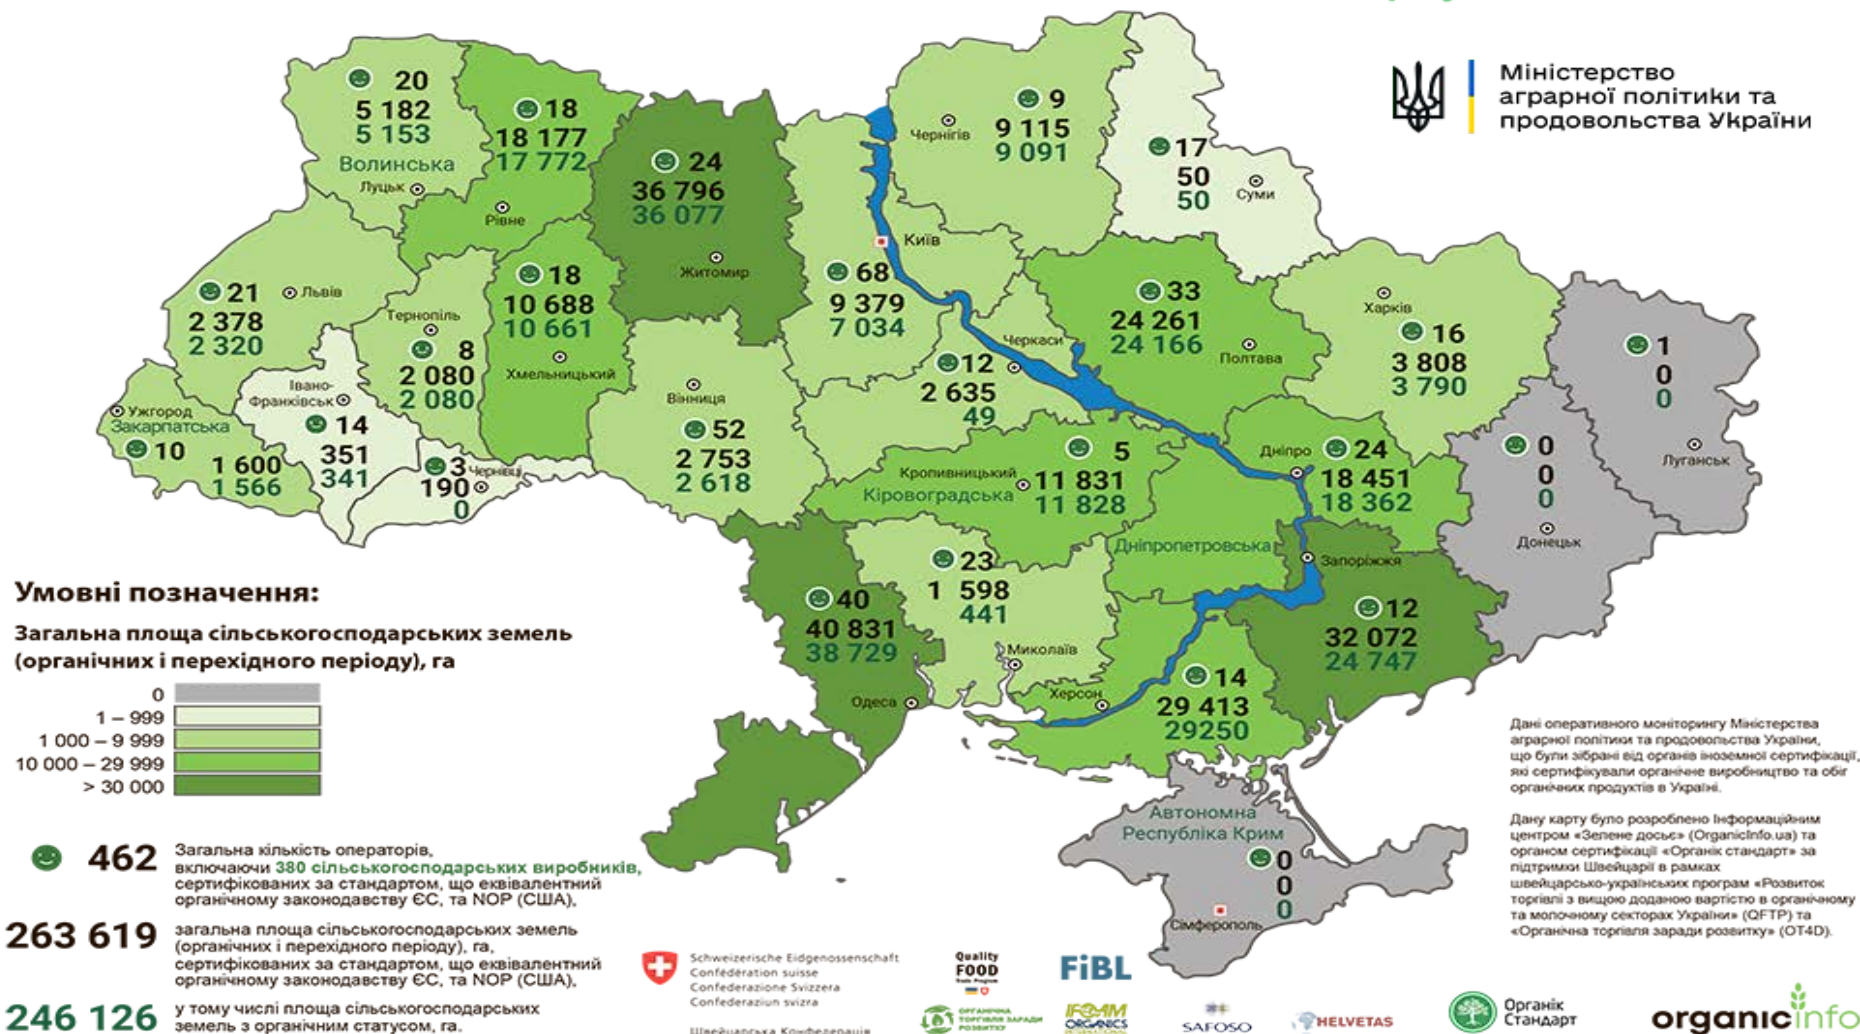 Міністерство
аграрної політики та
продовольства України
20
5 182
5 153
Волинська
Луцьк
18
18 177
17 772
Рівне
24
36 796
36 077
Житомир
9
9 115
9 091
Чернігів
17
50
50
Суми
Київ
68
9 379
7 034
21
2 378
2 320
Львів
Тернопіль
8
2 080
2 080
18
10 688
10 661
Хмельницький
33
24 261
24 166
Полтава
Харків
16
3 808
3 790
1
0
0
Луганськ
Черкаси
12
2 635
49
Ужгород
Закарпатська
10
1 600
1 566
Івано-
Франківськ
14
351
341
3
190
0
Чернівці
Вінниця
52
2 753
2 618
5
Кропивницький
11 831
Кіровоградська
11 828
Дніпро
24
18 451
18 362
Дніпропетровська
0
0
0
Донецьк
Запоріжжя
12
32 072
24 747
23
1 598
441
Миколаїв
40
40 831
38 729
Одеса
Херсон
14
29 413
29250
Автономна
Республіка Крим
0
0
0
Сімферополь
Умовні позначення:
Загальна площа сільськогосподарських земель
(органічних і перехідного періоду), га
0
1 – 999
1 000 – 9 999
10 000 – 29 999
> 30 000
462
Загальна кількість операторів,
включаючи 380 сільськогосподарських виробників,
сертифікованих за стандартом, що еквівалентний
органічному законодавству ЄС, та NOP (США),
263 619
загальна площа сільськогосподарських земель
(органічних і перехідного періоду), га,
сертифікованих за стандартом, що еквівалентний
органічному законодавству ЄС, та NOP (США),
246 126
у тому числі площа сільськогосподарських
земель з органічним статусом, га.
Дані оперативного моніторингу Міністерства
аграрної політики та продовольства України,
що були зібрані від органів іноземної сертифікації,
які сертифікували органічне виробництво та обіг
органічних продуктів в Україні.
Дану карту було розроблено Інформаційним
центром «Зелене досьє» (OrganicInfo.ua) та
органом сертифікації «Органік стандарт» за
підтримки Швейцарії в рамках
швейцарсько-українських програм «Розвиток
торгівлі з вищою доданою вартістю в органічному
та молочному секторах України» (QFTP) та
«Органічна торгівля заради розвитку» (OT4D).
Schweizerische Eidgenossenschaft
Confédération suisse
Confederazione Svizzera
Confederaziun svizra
Швейцарська Конфедерація
Quality
FOOD
Trade Program
FiBL
ОРГАНІЧНА
ТОРГІВЛЯ ЗАРАДИ
РОЗВИТКУ
IFOAM
ORGANICS
INTERNATIONAL
SAFOSO
HELVETAS
Органік
Стандарт
organicinfo